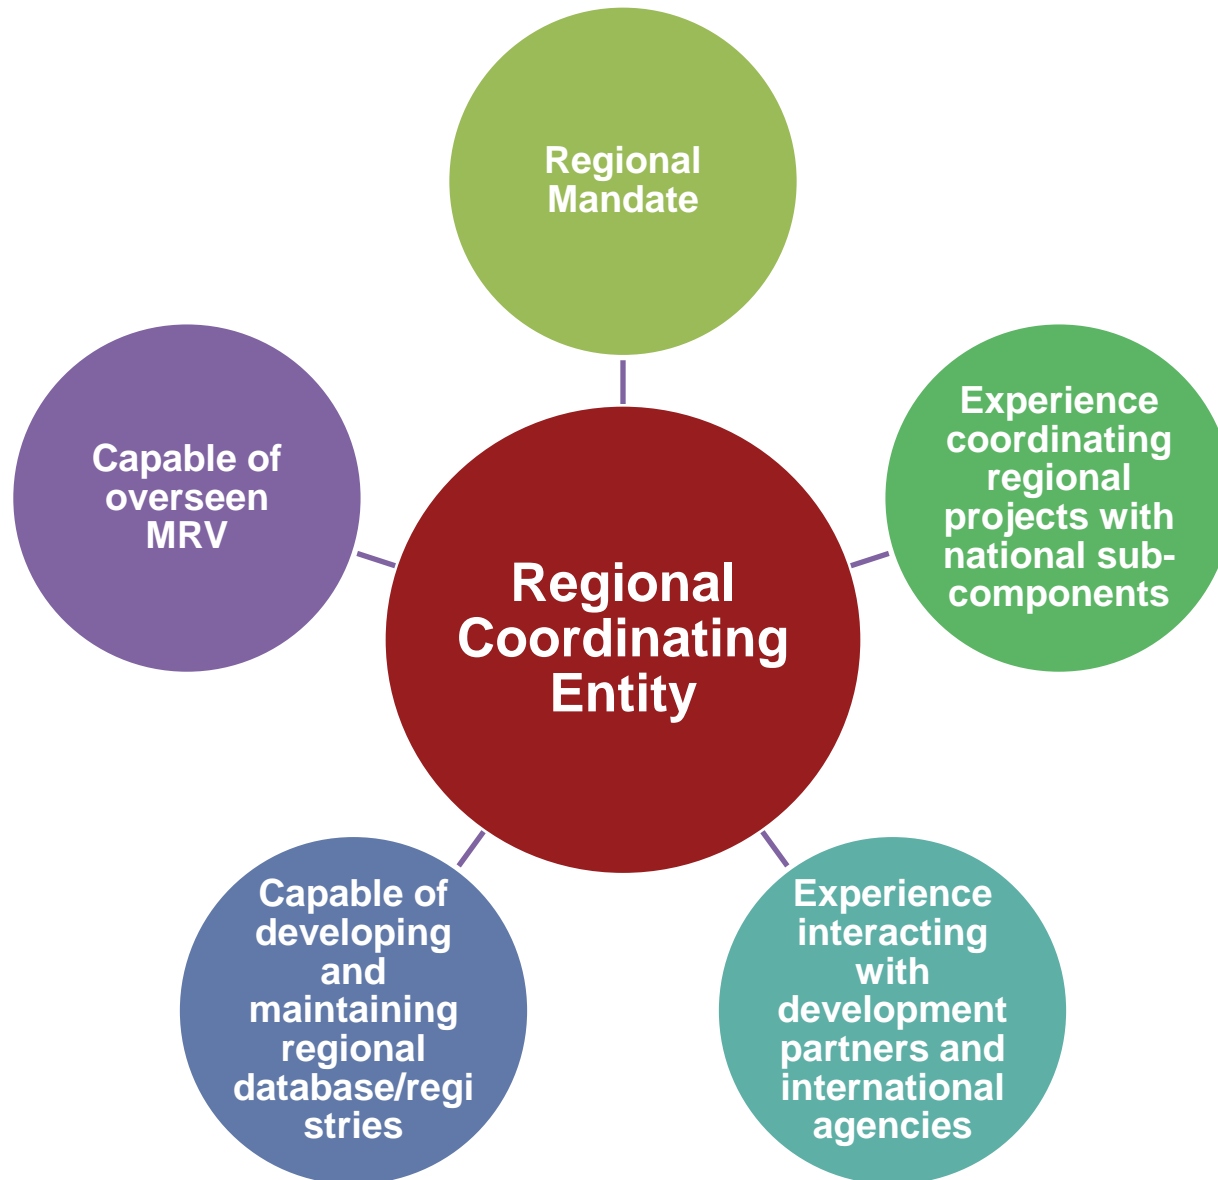 Regional
Mandate
Experience
coordinating
regional
projects with
national sub-
components
Capable of
overseen
MRV
Regional
Coordinating
Entity
Capable of
developing
and
maintaining
regional
database/regi
stries
Experience
interacting
with
development
partners and
international
agencies